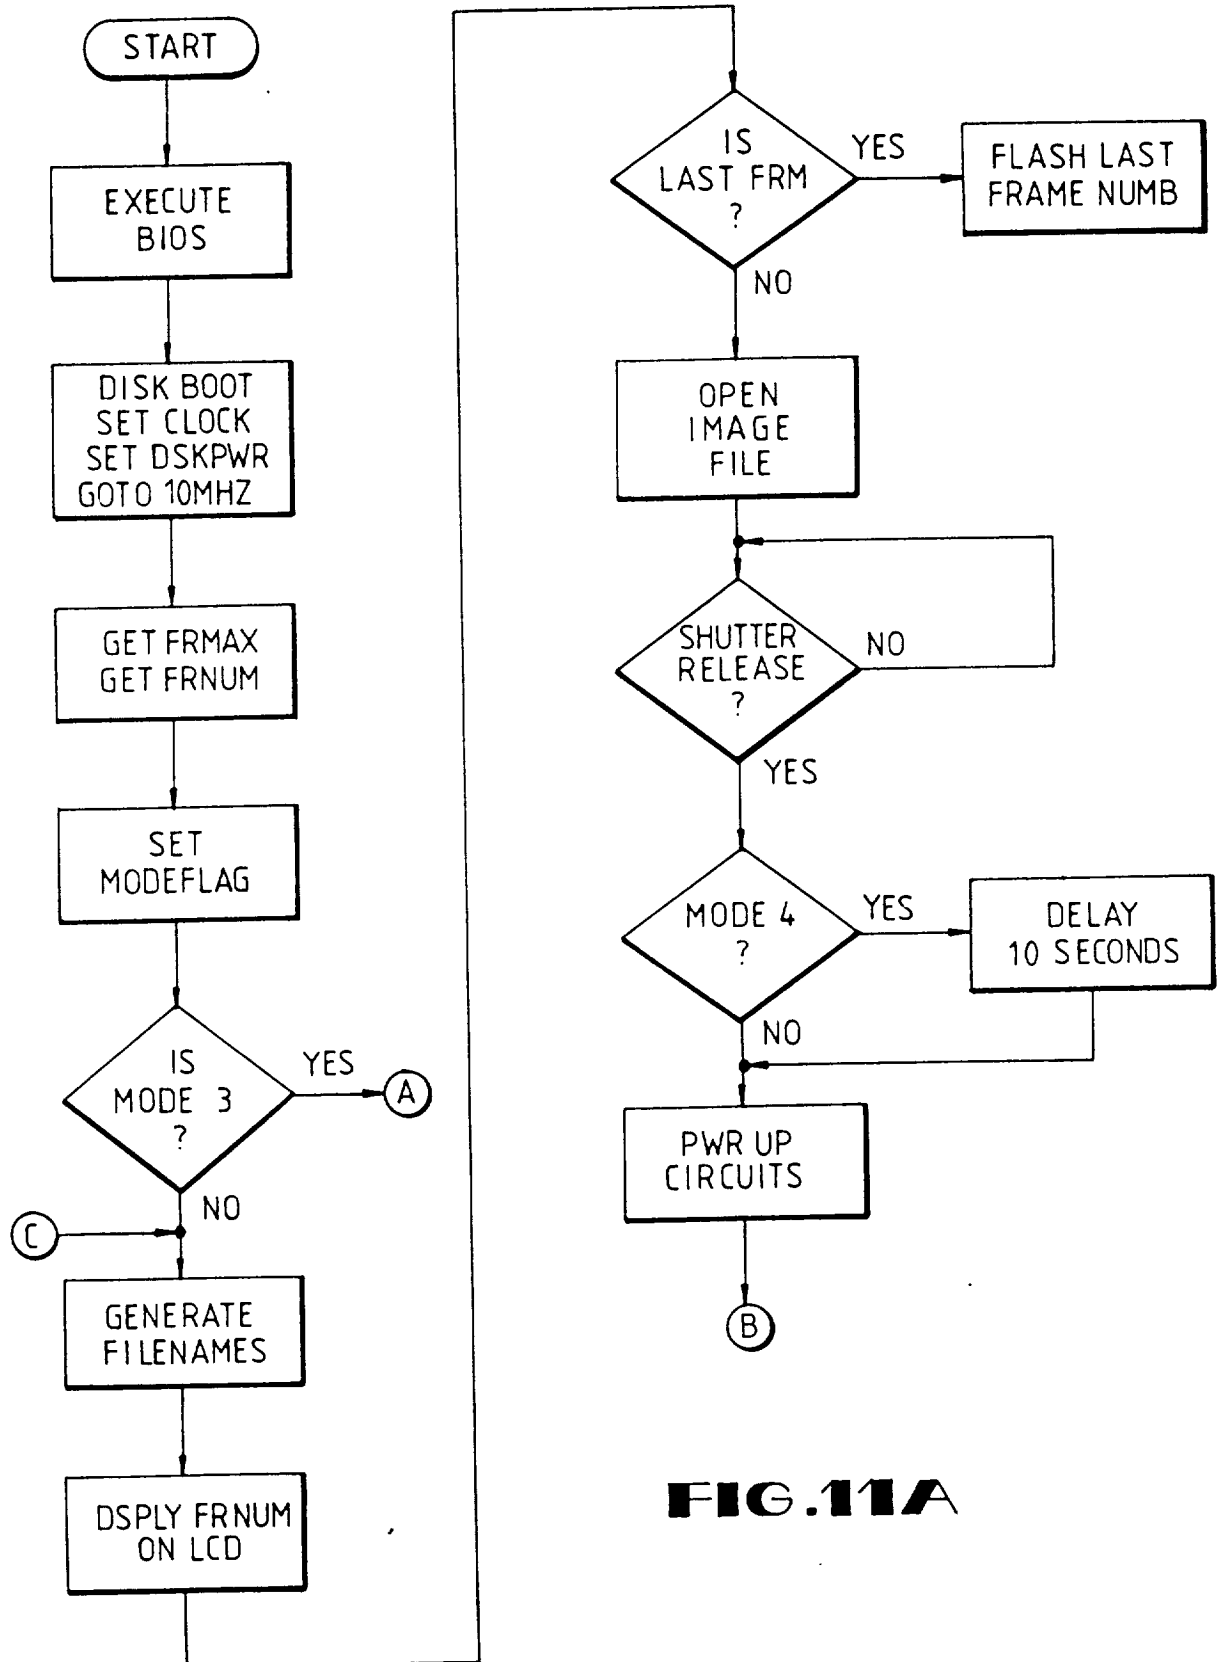 START
EXECUTE
BIOS
DISK BOOT
SET CLOCK
SET DSKPWR
GOTO 10MHZ
GET FRMAX
GET FRNUM
SET
MODEFLAG
IS
MODE 3
?
YES
A
NO
C
GENERATE
FILENAMES
DSPLY FRNUM
ON LCD
IS
LAST FRM
?
YES
FLASH LAST
FRAME NUMB
NO
OPEN
IMAGE
FILE
SHUTTER
RELEASE
?
NO
YES
MODE 4
?
YES
DELAY
10 SECONDS
NO
PWR UP
CIRCUITS
B
FIG.11A